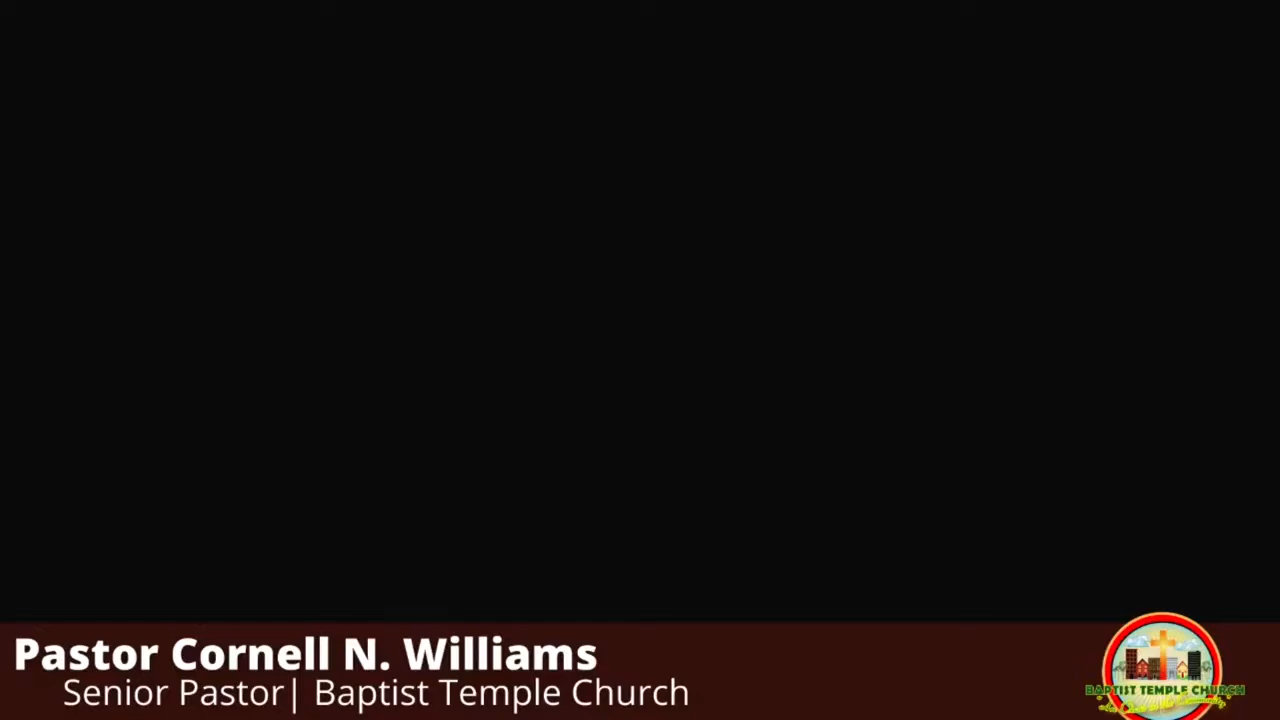 Pastor Cornell N. Williams
Senior Pastor| Baptist Temple Church
BAPTIST TEMPLE CHURCH